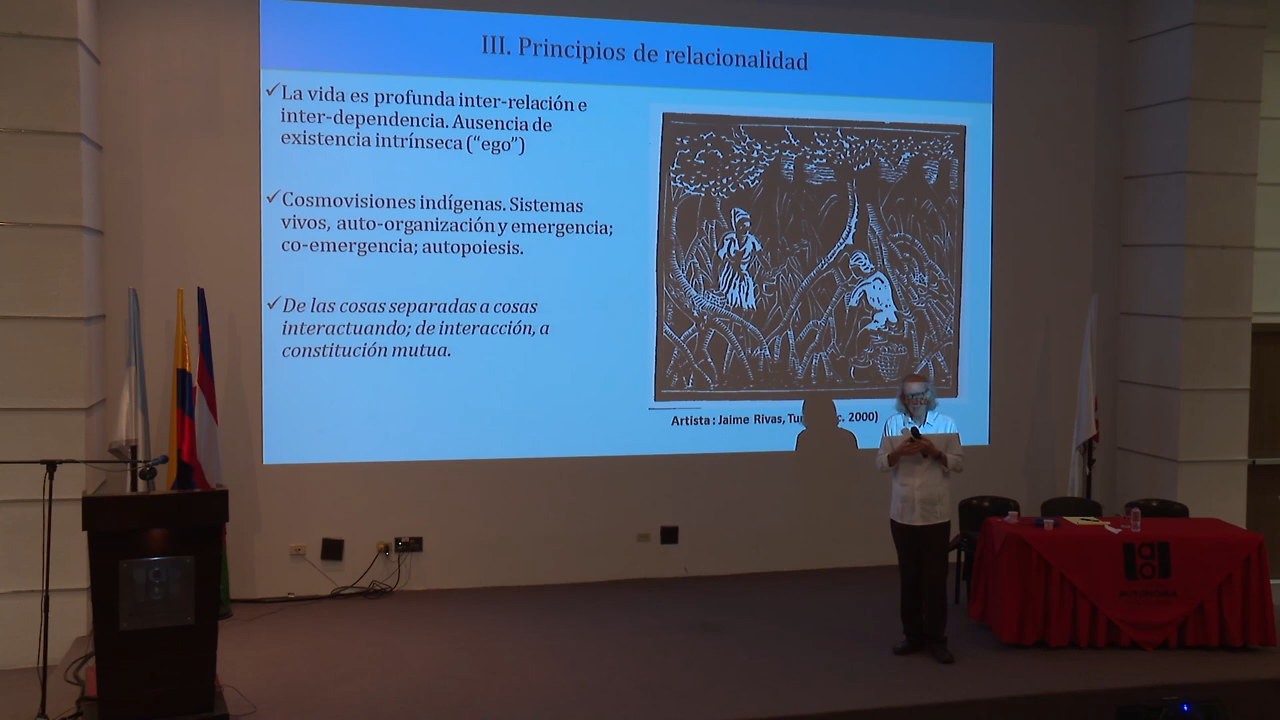 III. Principios de relacionalidad
✓La vida es profunda inter-relación e
inter-dependencia. Ausencia de
existencia intrínseca (“ego”)
✓Cosmovisiones indígenas. Sistemas
vivos, auto-organización y emergencia;
co-emergencia; autopoiesis.
✓De las cosas separadas a cosas
interactuando; de interacción, a
constitución mutua.
Artista : Jaime Rivas, 2000)